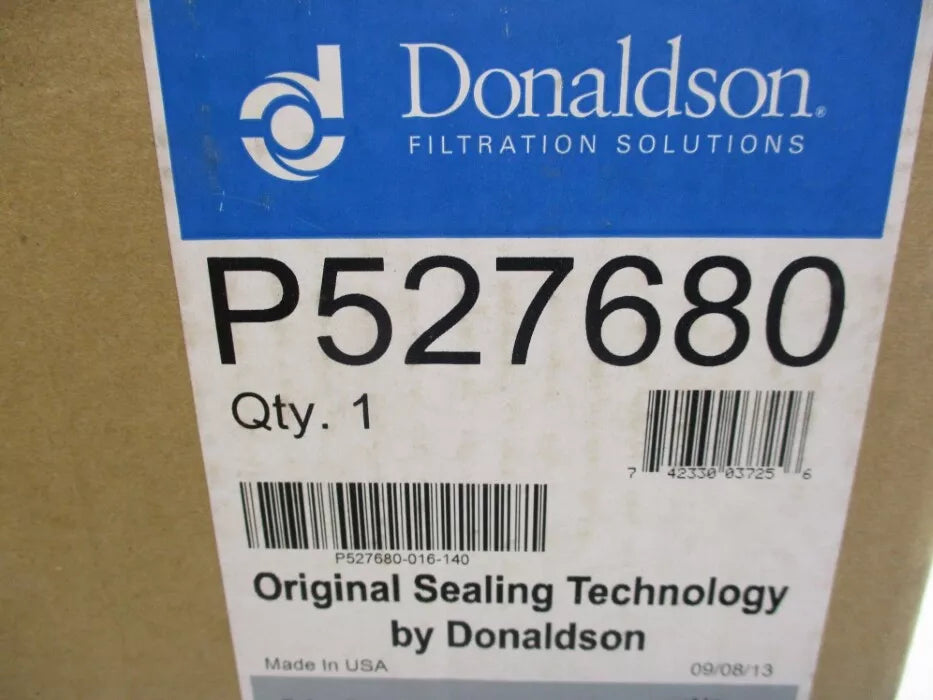 Donaldson®
FILTRATION SOLUTIONS
P527680
Qty. 1
7 42330 03725 6
P527680-016-140
Original Sealing Technology
by Donaldson
Made In USA 09/08/13